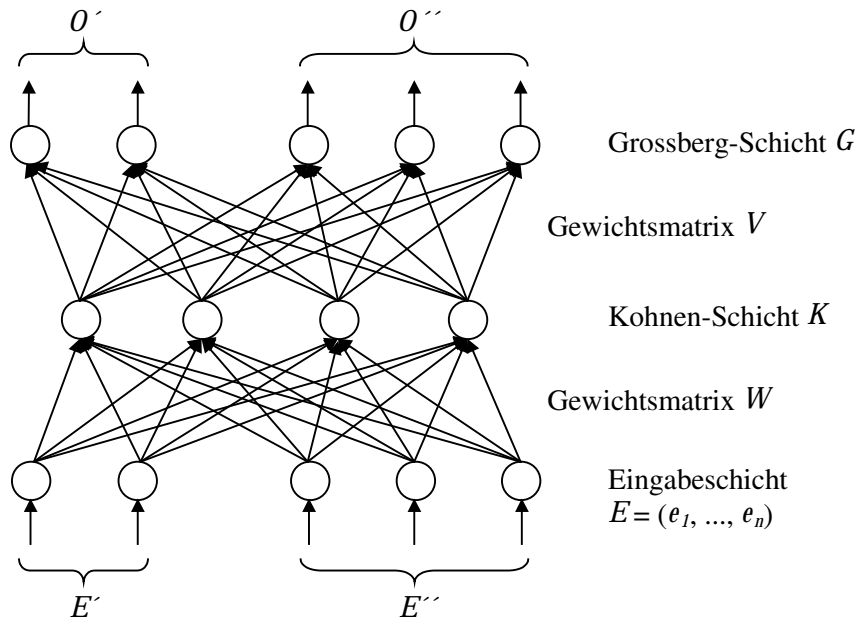 O´ O´´
Grossberg-Schicht G
Gewichtsmatrix V
Kohnen-Schicht K
Gewichtsmatrix W
Eingabeschicht
E = (e₁, ..., eₙ)
E´ E´´